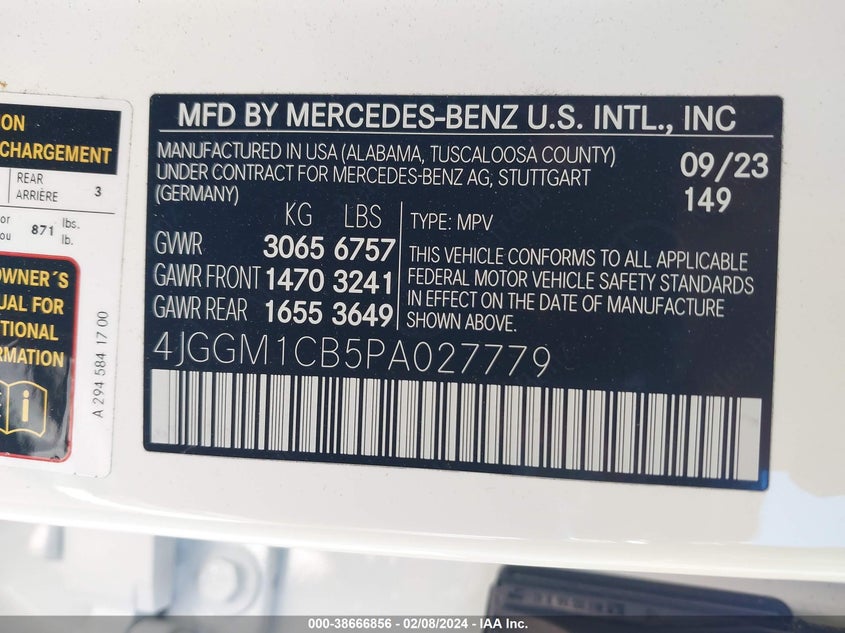 ON
CHARGEMENT
REAR
ARRIÈRE 3
or
ou 871 lbs.
lb.
OWNER´S
UAL FOR
TIONAL
MATION
i
A 294 584 17 00
MFD BY MERCEDES-BENZ U.S. INTL., INC
MANUFACTURED IN USA (ALABAMA, TUSCALOOSA COUNTY)
UNDER CONTRACT FOR MERCEDES-BENZ AG, STUTTGART
(GERMANY)
09/23
149
KG LBS
GVWR 3065 6757
GAWR FRONT 1470 3241
GAWR REAR 1655 3649
TYPE: MPV
THIS VEHICLE CONFORMS TO ALL APPLICABLE
FEDERAL MOTOR VEHICLE SAFETY STANDARDS
IN EFFECT ON THE DATE OF MANUFACTURE
SHOWN ABOVE.
4JGGM1CB5PA027779
000-38666856 - 02/08/2024 - IAA Inc.